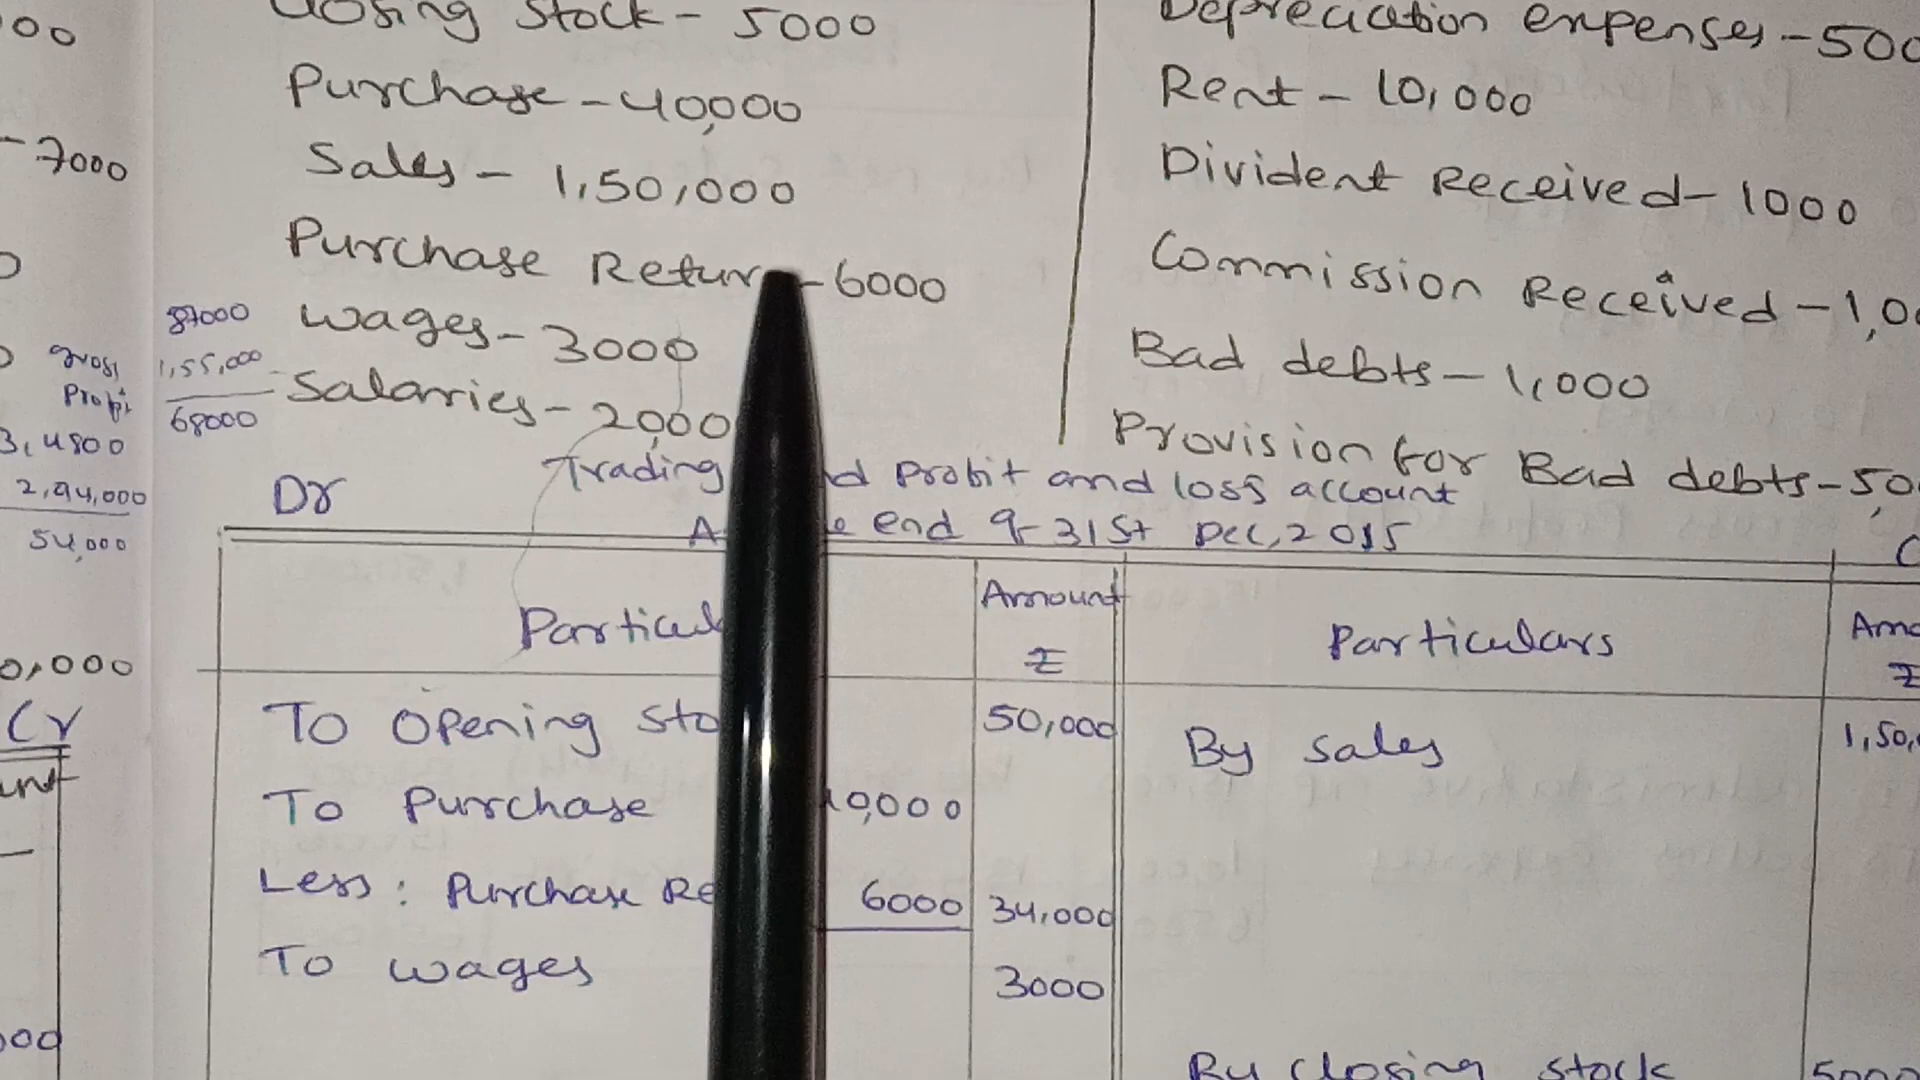 00
- 7000
87000
Gross 1,55,000
Profit 68000
3,4800
2,94,000
54,000
0,000
Cr
Closing Stock - 5000
Purchase - 40,000
Sales - 1,50,000
Purchase Retur - 6000
Wages - 3000
Salaries - 2000
Depreciation expenses - 500
Rent - 10,000
Divident Received - 1000
Commission Received - 1,0
Bad debts - 1,000
Provision for Bad debts - 50
Trading nd Profit and loss account
Dr
A e end of 31st Dec, 2015
Particul Amount Particulars Amo
₹ ₹
To Opening sto 50,000 By Sales 1,50,
To Purchase 0,000
Less : Purchase Re 6000 34,000
To wages 3000
By Closing stock 5000